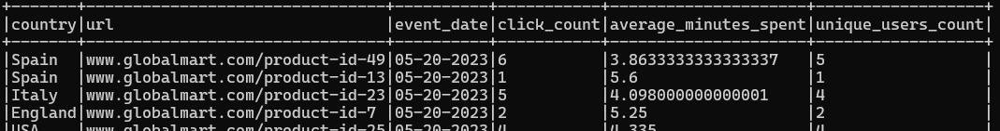 +-------+--------------------------------+----------+-----------+---------------------+------------------+
|country|url                             |event_date|click_count|average_minutes_spent|unique_users_count|
+-------+--------------------------------+----------+-----------+---------------------+------------------+
|Spain  |www.globalmart.com/product-id-49|05-20-2023|6          |3.8633333333333337   |5                 |
|Spain  |www.globalmart.com/product-id-13|05-20-2023|1          |5.6                  |1                 |
|Italy  |www.globalmart.com/product-id-23|05-20-2023|5          |4.098000000000001    |4                 |
|England|www.globalmart.com/product-id-7 |05-20-2023|2          |5.25                 |2                 |
|USA    |www.globalmart.com/product-id-25|05-20-2023|4          |4.335                |4                 |